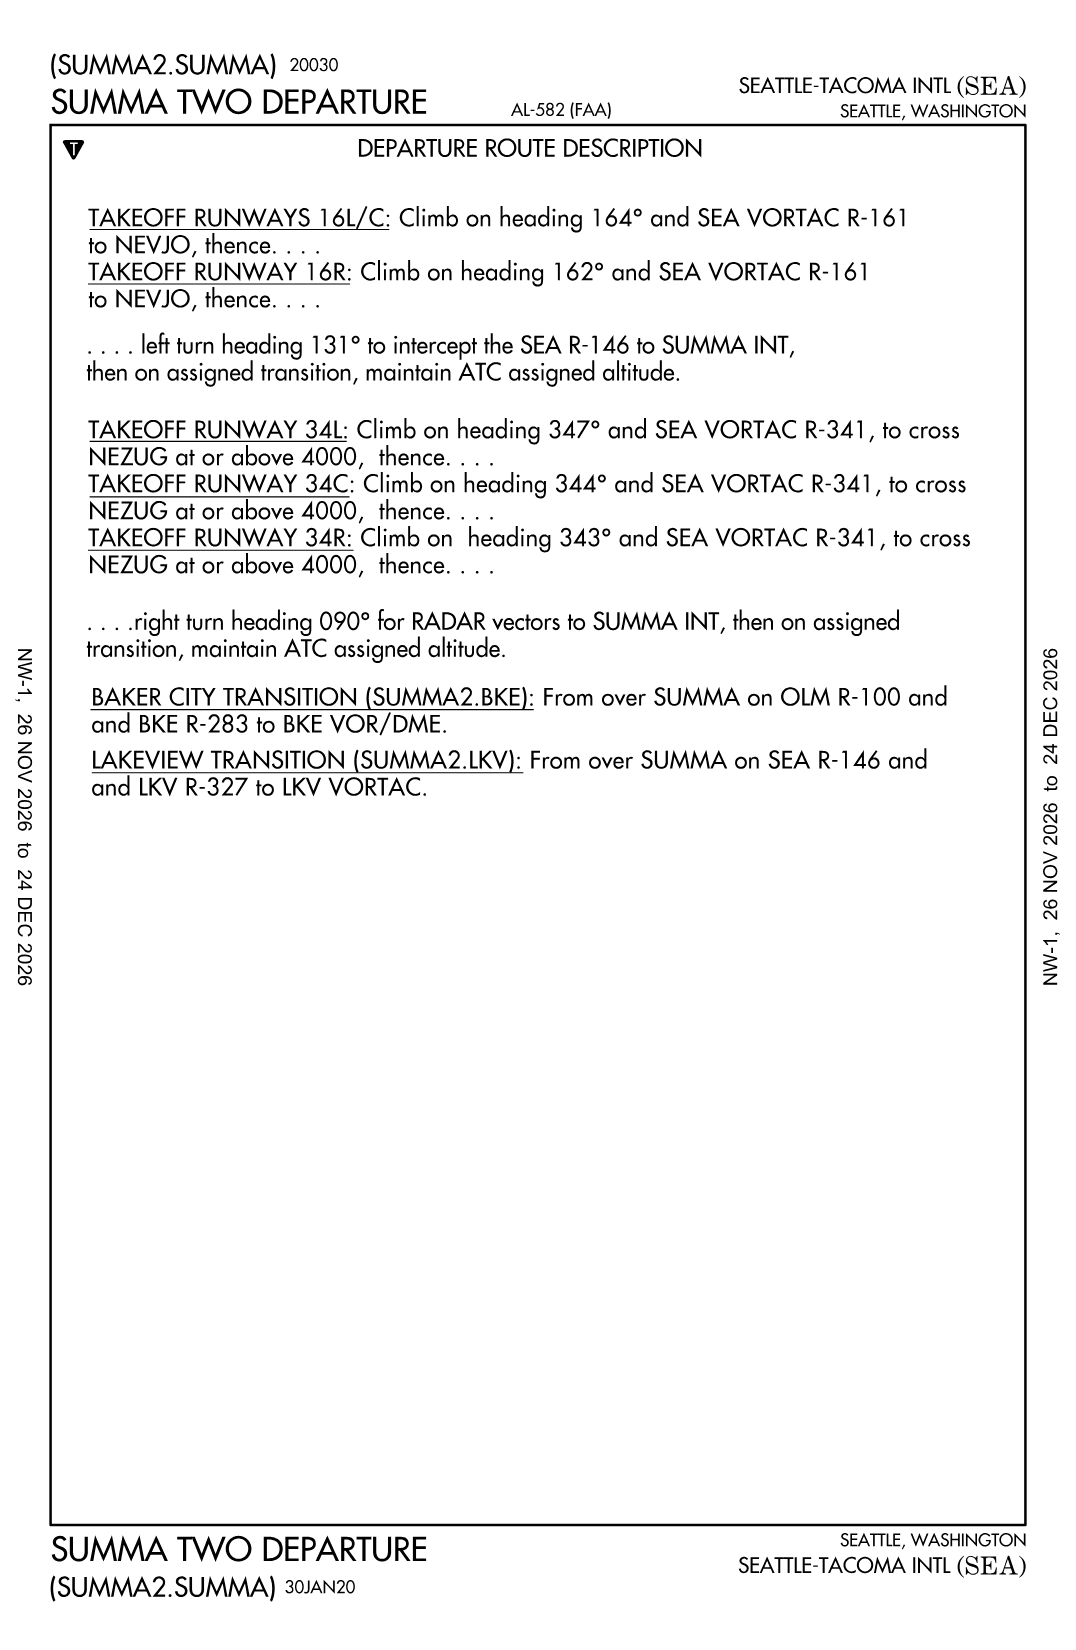 (SUMMA2.SUMMA) 20030
SUMMA TWO DEPARTURE
AL-582 (FAA)
SEATTLE-TACOMA INTL (SEA)
SEATTLE, WASHINGTON
T
DEPARTURE ROUTE DESCRIPTION
TAKEOFF RUNWAYS 16L/C: Climb on heading 164° and SEA VORTAC R-161
to NEVJO, thence. . . .
TAKEOFF RUNWAY 16R: Climb on heading 162° and SEA VORTAC R-161
to NEVJO, thence. . . .
. . . . left turn heading 131° to intercept the SEA R-146 to SUMMA INT,
then on assigned transition, maintain ATC assigned altitude.
TAKEOFF RUNWAY 34L: Climb on heading 347° and SEA VORTAC R-341, to cross
NEZUG at or above 4000, thence. . . .
TAKEOFF RUNWAY 34C: Climb on heading 344° and SEA VORTAC R-341, to cross
NEZUG at or above 4000, thence. . . .
TAKEOFF RUNWAY 34R: Climb on heading 343° and SEA VORTAC R-341, to cross
NEZUG at or above 4000, thence. . . .
. . . .right turn heading 090° for RADAR vectors to SUMMA INT, then on assigned
transition, maintain ATC assigned altitude.
BAKER CITY TRANSITION (SUMMA2.BKE): From over SUMMA on OLM R-100 and
and BKE R-283 to BKE VOR/DME.
LAKEVIEW TRANSITION (SUMMA2.LKV): From over SUMMA on SEA R-146 and
and LKV R-327 to LKV VORTAC.
NW-1, 26 NOV 2026 to 24 DEC 2026
NW-1, 26 NOV 2026 to 24 DEC 2026
SUMMA TWO DEPARTURE
(SUMMA2.SUMMA) 30JAN20
SEATTLE, WASHINGTON
SEATTLE-TACOMA INTL (SEA)